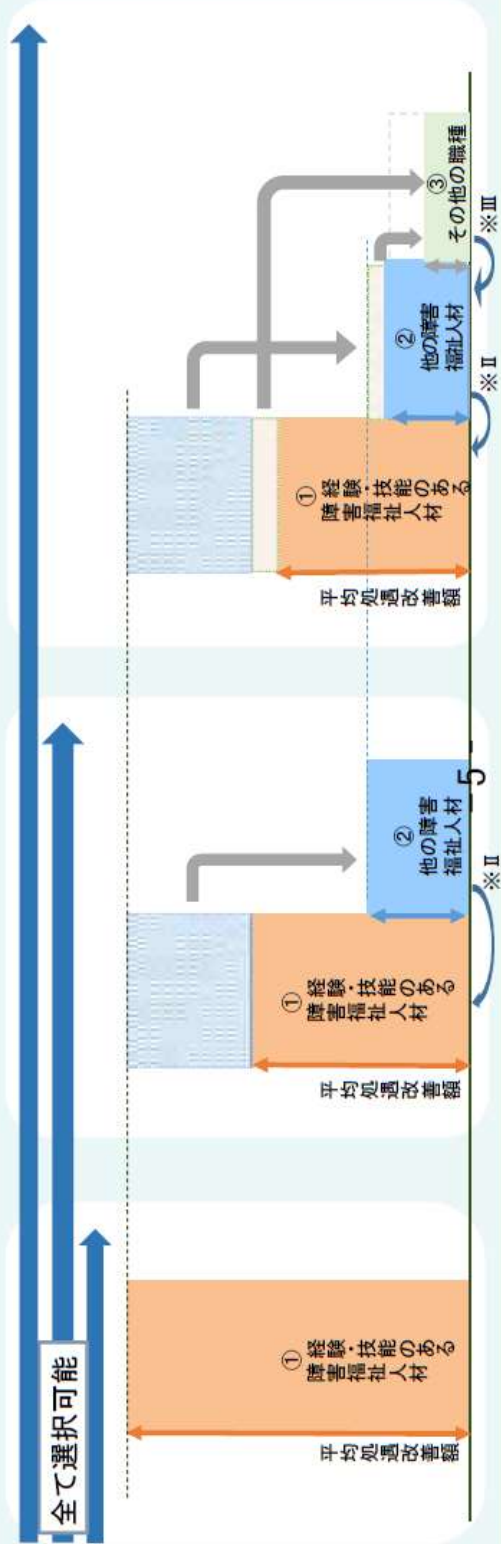 全て選択可能
平均処遇改善額
①
経験・技能のある
障害福祉人材
平均処遇改善額
①
経験・技能のある
障害福祉人材
②
他の障害
福祉人材
※Ⅱ
- 5 -
平均処遇改善額
①
経験・技能のある
障害福祉人材
②
他の障害
福祉人材
③
その他の職種
※Ⅱ
※Ⅲ